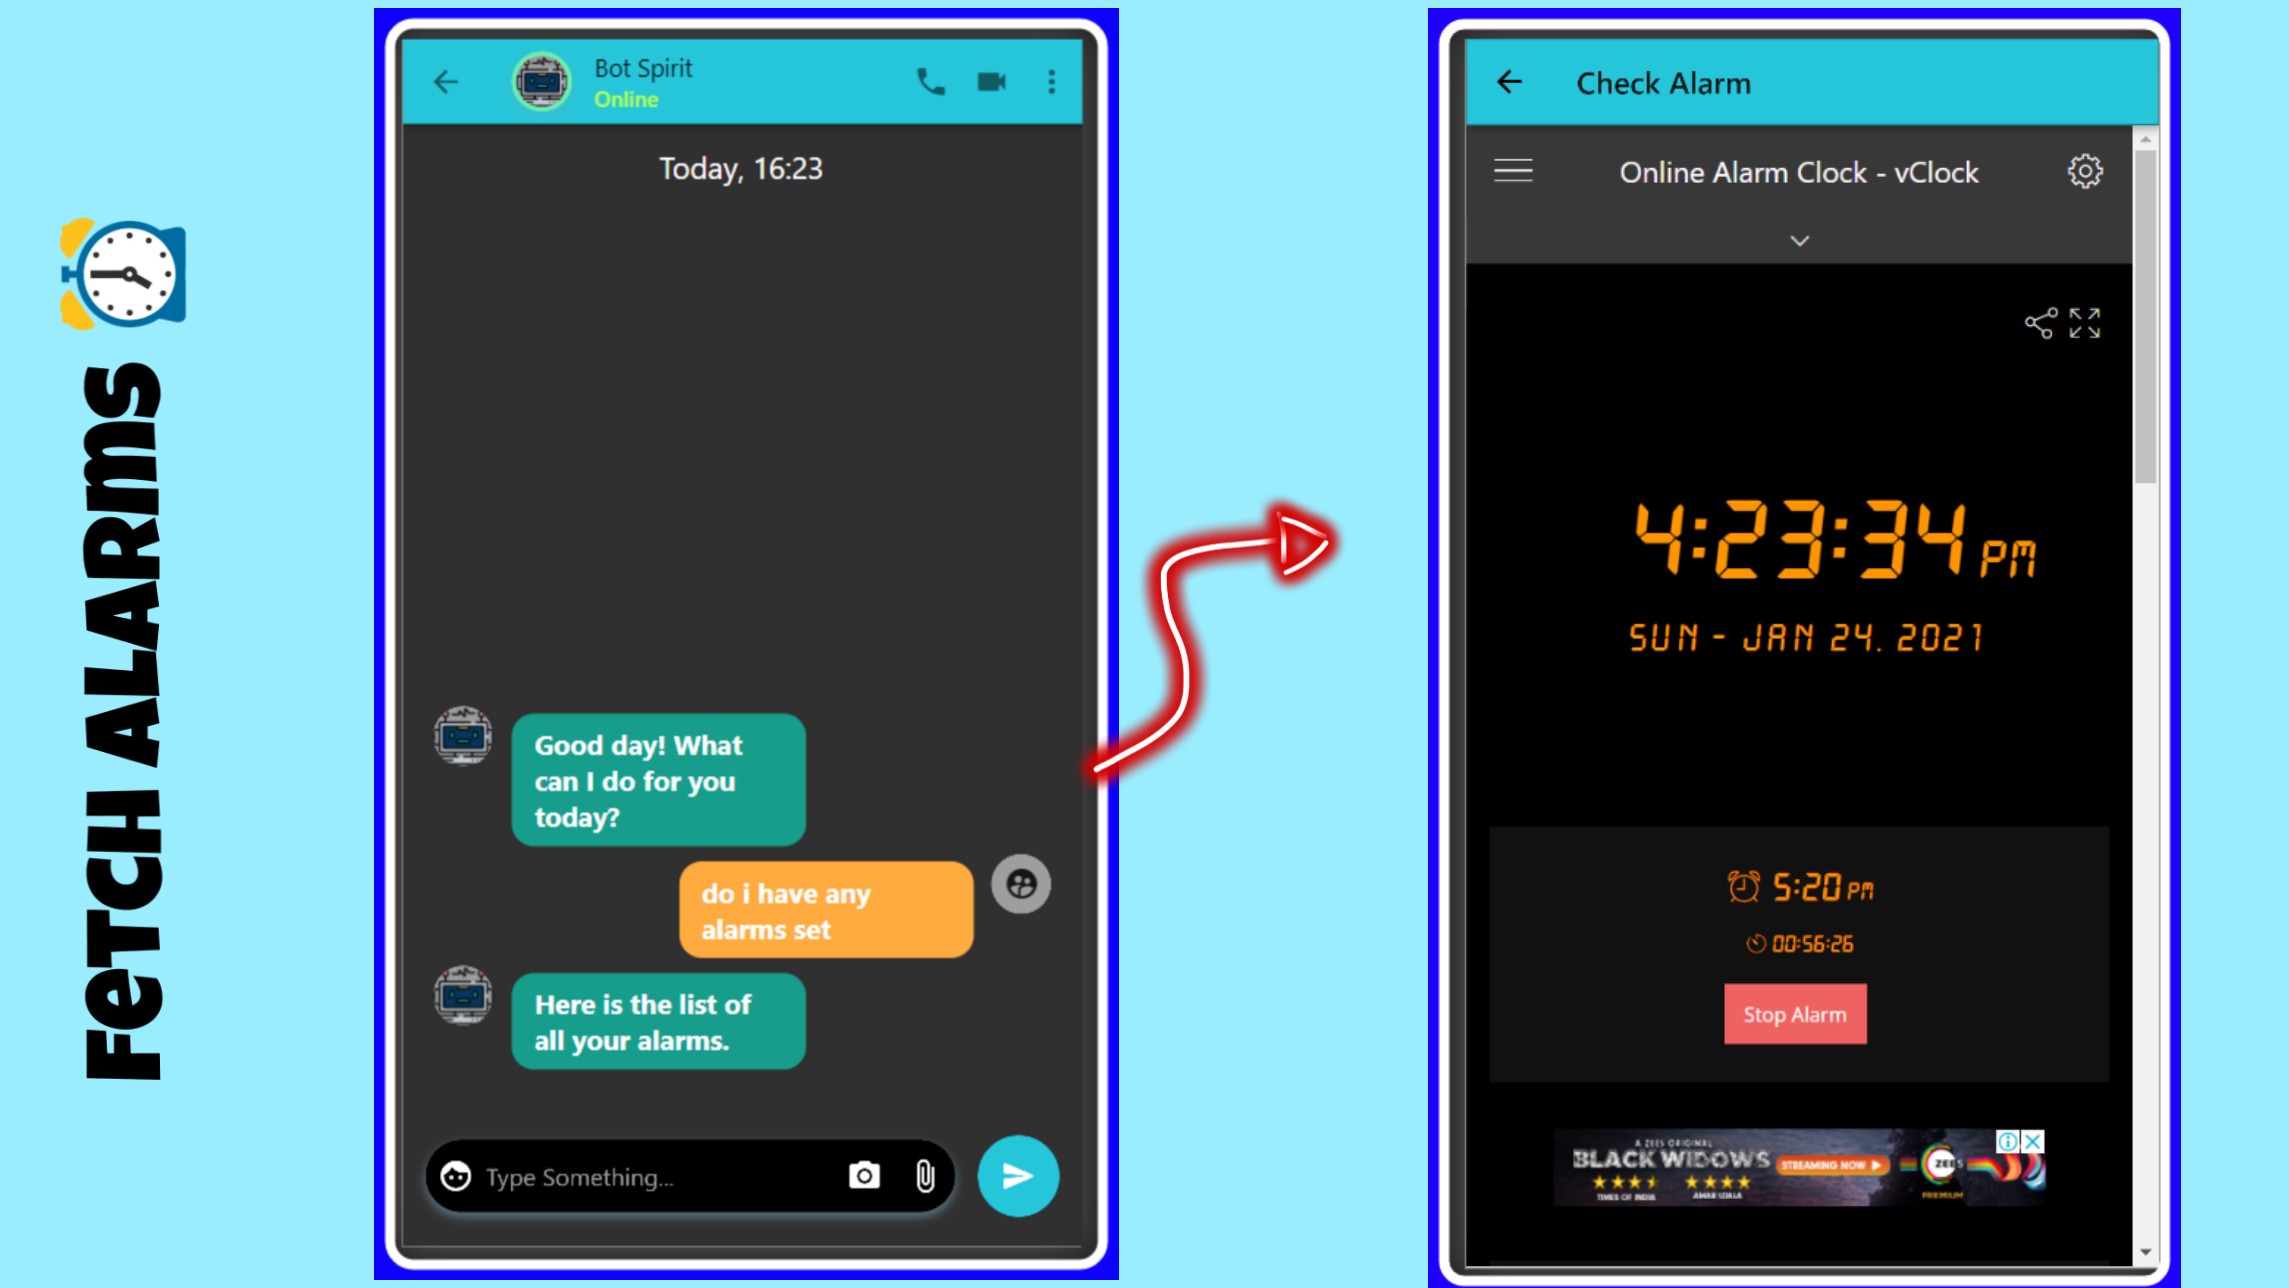 FETCH ALARMS
Bot Spirit
Online
Today, 16:23
Good day! What
can I do for you
today?
do i have any
alarms set
Here is the list of
all your alarms.
Type Something...
Check Alarm
Online Alarm Clock - vClock
4:23:34 PM
SUN - JAN 24, 2021
5:20 PM
00:56:26
Stop Alarm
A ZEE5 ORIGINAL
BLACK WIDOWS
STREAMING NOW
TIMES OF INDIA
AMAR UJALA
ZEE5
PREMIUM